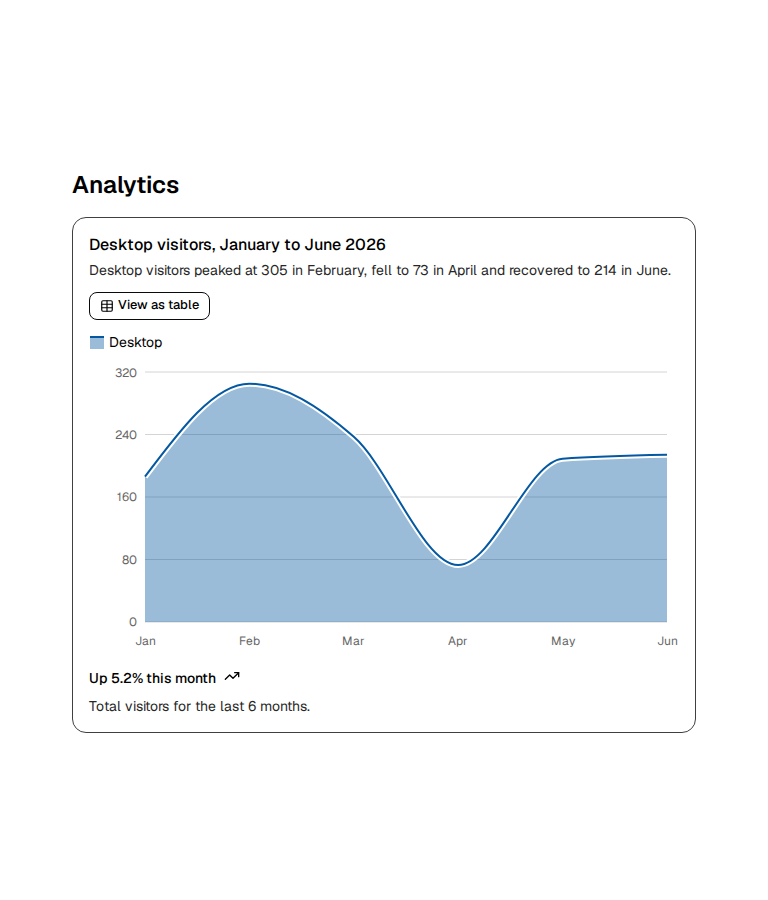 Analytics
Desktop visitors, January to June 2026
Desktop visitors peaked at 305 in February, fell to 73 in April and recovered to 214 in June.
View as table
Desktop
320
240
160
80
0
Jan Feb Mar Apr May Jun
Up 5.2% this month
Total visitors for the last 6 months.